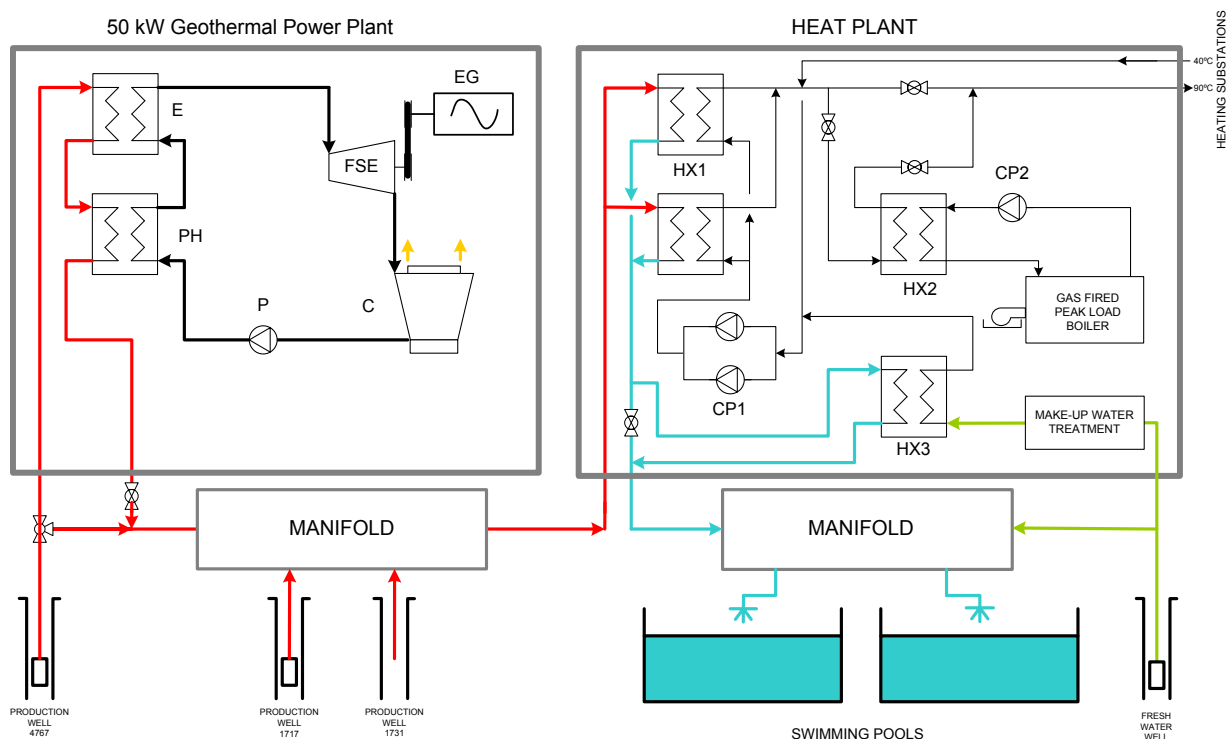 50 kW Geothermal Power Plant
HEAT PLANT
HEATING SUBSTATIONS
40ºC
90ºC
EG
E
FSE
HX1
CP2
PH
C
P
HX2
GAS FIRED
PEAK LOAD
BOILER
CP1
HX3
MAKE-UP WATER
TREATMENT
MANIFOLD
MANIFOLD
PRODUCTION
WELL
4767
PRODUCTION
WELL
1717
PRODUCTION
WELL
1731
SWIMMING POOLS
FRESH
WATER
WELL